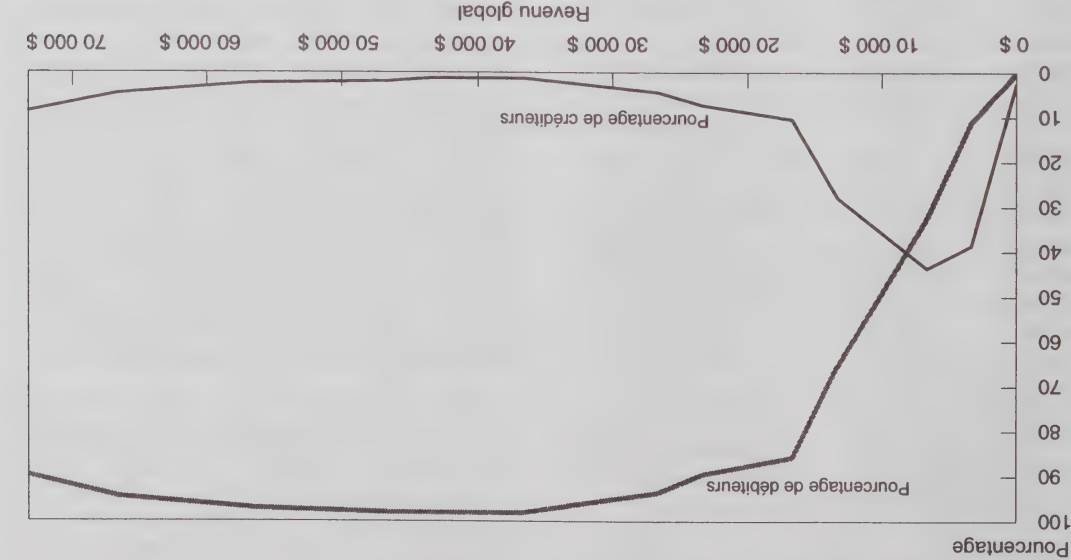 Pourcentage
100
90
80
70
60
50
40
30
20
10
0
Pourcentage de débiteurs
Pourcentage de créditeurs
0 $ 10 000 $ 20 000 $ 30 000 $ 40 000 $ 50 000 $ 60 000 $ 70 000 $
Revenu global